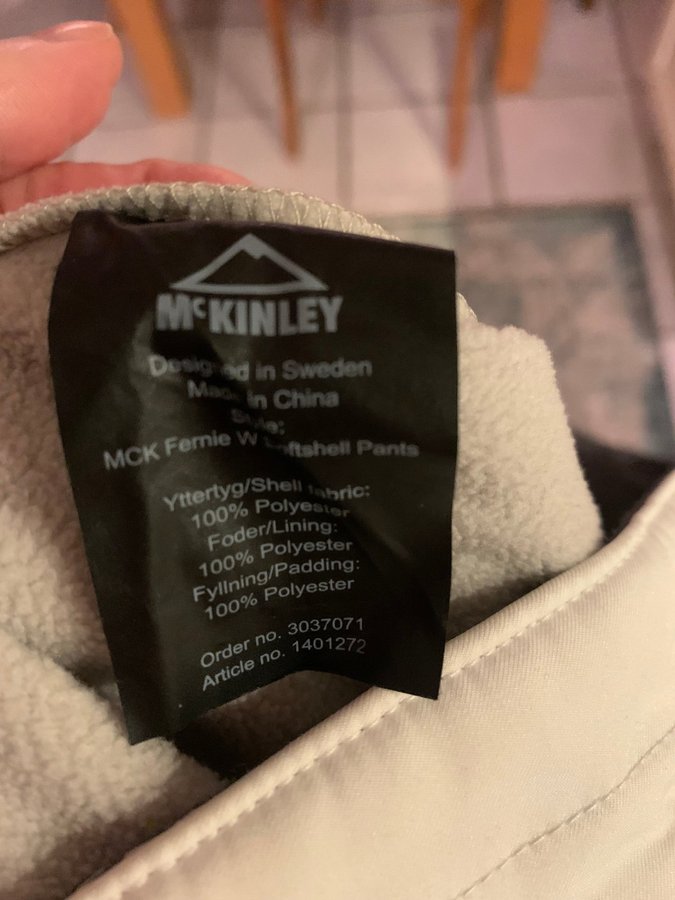 McKINLEY
Designed in Sweden
Made in China
Style:
MCK Fernie W Softshell Pants
Yttertyg/Shell fabric:
100% Polyester
Foder/Lining:
100% Polyester
Fyllning/Padding:
100% Polyester
Order no. 3037071
Article no. 1401272